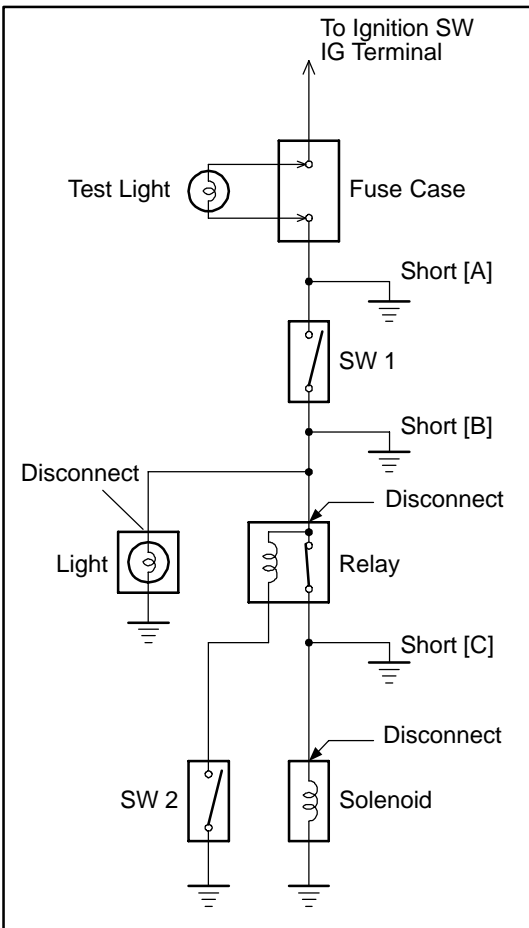 To Ignition SW
IG Terminal
Test Light
Fuse Case
Short [A]
SW 1
Short [B]
Disconnect
Disconnect
Light
Relay
Short [C]
Disconnect
SW 2
Solenoid